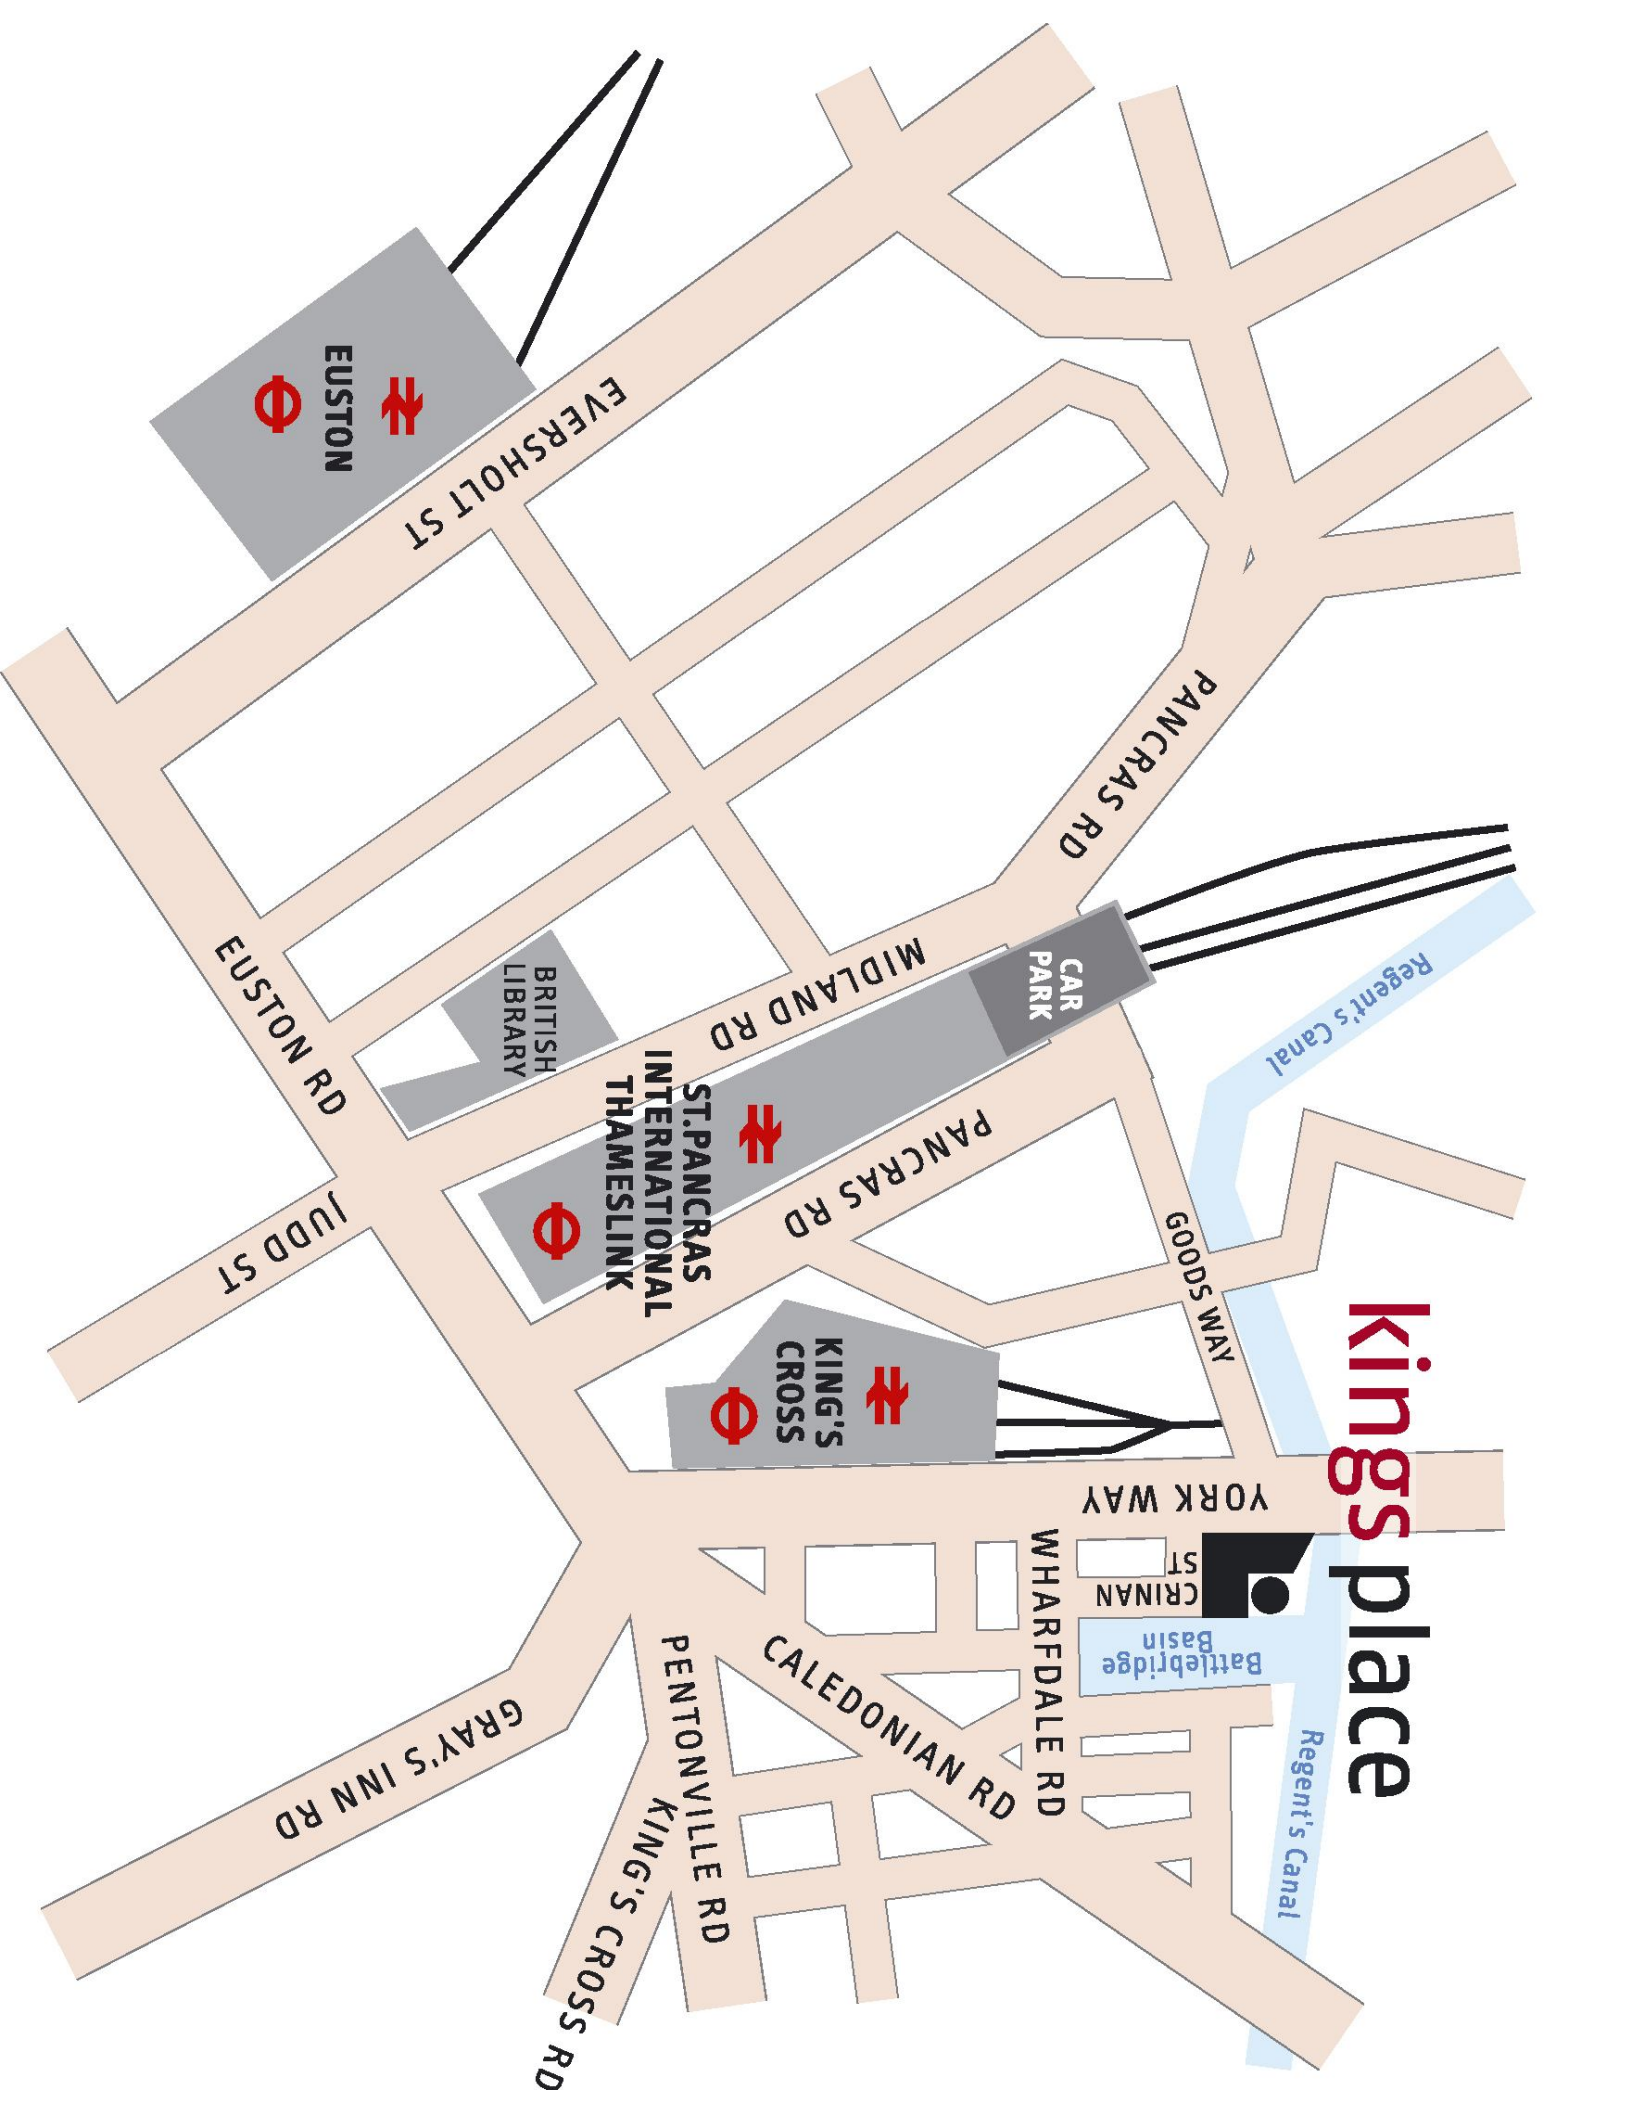 EUSTON
EVERSHOLT ST
EUSTON RD
BRITISH
LIBRARY
MIDLAND RD
PANCRAS RD
CAR
PARK
Regent's Canal
JUDD ST
ST.PANCRAS
INTERNATIONAL
THAMESLINK
PANCRAS RD
GOODS WAY
KING'S
CROSS
kings place
YORK WAY
WHARFDALE RD
CRINAN
ST
Battlebridge
Basin
Regent's Canal
CALEDONIAN RD
PENTONVILLE RD
GRAY'S INN RD
KING'S CROSS RD